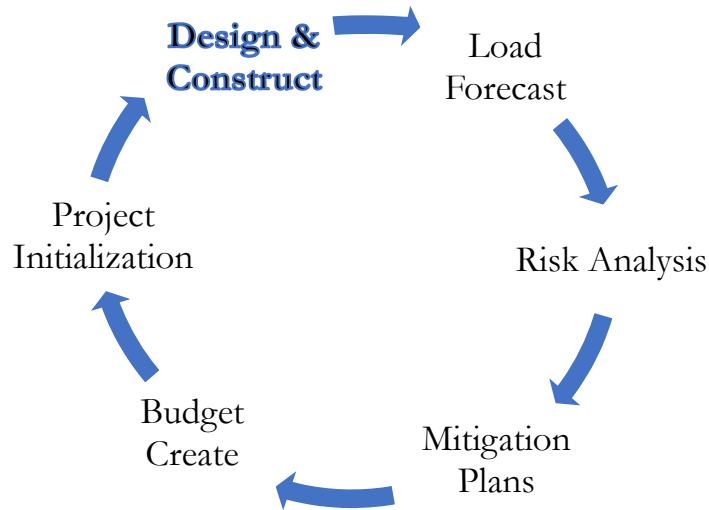 Design &
Construct
Load
Forecast
Risk Analysis
Mitigation
Plans
Budget
Create
Project
Initialization